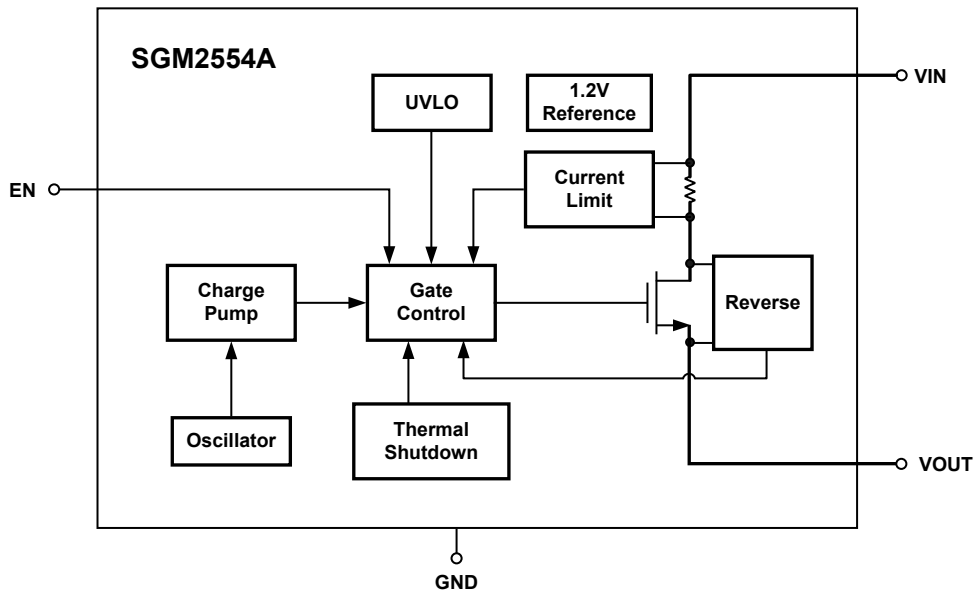 SGM2554A
VIN
UVLO
1.2V
Reference
Current
Limit
EN
Charge
Pump
Gate
Control
Reverse
Oscillator
Thermal
Shutdown
VOUT
GND